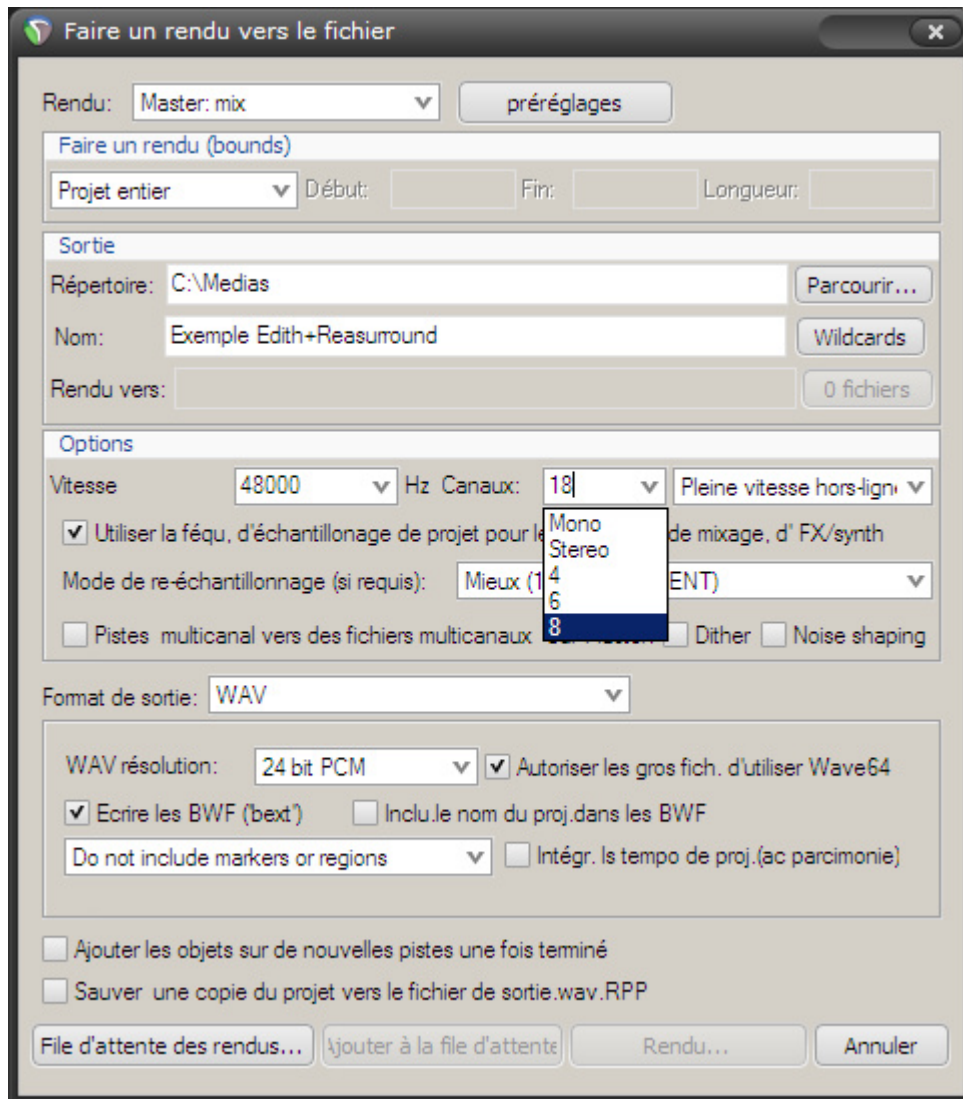 Faire un rendu vers le fichier
Rendu: Master: mix préréglages
Faire un rendu (bounds)
Projet entier Début: Fin: Longueur:
Sortie
Répertoire: C:\Medias Parcourir...
Nom: Exemple Edith+Reasurround Wildcards
Rendu vers: 0 fichiers
Options
Vitesse 48000 Hz Canaux: 18 Pleine vitesse hors-lign
Mono
Stereo
4
6
8
Utiliser la féqu, d'échantillonage de projet pour le de mixage, d' FX/synth
Mode de re-échantillonnage (si requis): Mieux (1 ENT)
Pistes multicanal vers des fichiers multicanaux Dither Noise shaping
Format de sortie: WAV
WAV résolution: 24 bit PCM Autoriser les gros fich. d'utiliser Wave64
Ecrire les BWF ('bext') Inclu.le nom du proj.dans les BWF
Do not include markers or regions Intégr. ls tempo de proj.(ac parcimonie)
Ajouter les objets sur de nouvelles pistes une fois terminé
Sauver une copie du projet vers le fichier de sortie.wav.RPP
File d'attente des rendus... Ajouter à la file d'attente Rendu... Annuler